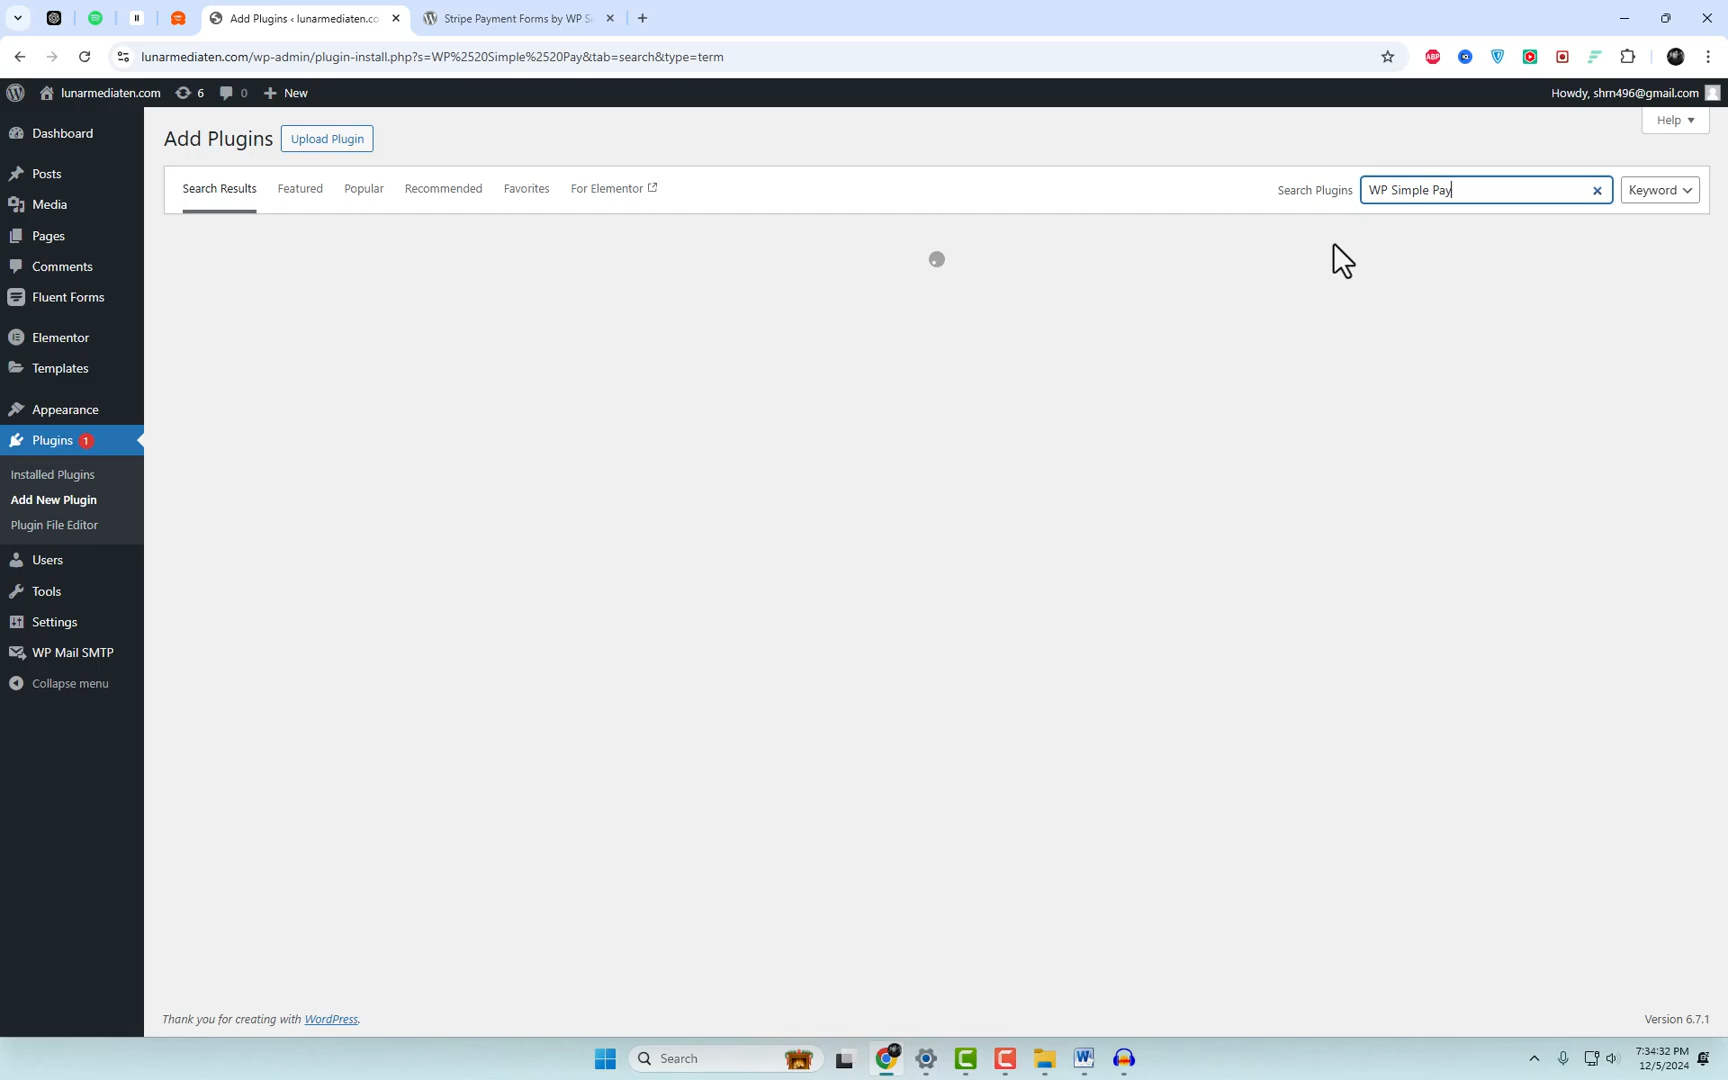 Add Plugins ‹ lunarmediaten.co
Stripe Payment Forms by WP Si
lunarmediaten.com/wp-admin/plugin-install.php?s=WP%2520Simple%2520Pay&tab=search&type=term
ABP
lunarmediaten.com
6
0
New
Howdy, shrn496@gmail.com
Help
Add Plugins
Upload Plugin
Search Results
Featured
Popular
Recommended
Favorites
For Elementor
Search Plugins
WP Simple Pay
Keyword
Dashboard
Posts
Media
Pages
Comments
Fluent Forms
Elementor
Templates
Appearance
Plugins 1
Installed Plugins
Add New Plugin
Plugin File Editor
Users
Tools
Settings
WP Mail SMTP
Collapse menu
Thank you for creating with WordPress.
Version 6.7.1
Search
7:34:32 PM
12/5/2024